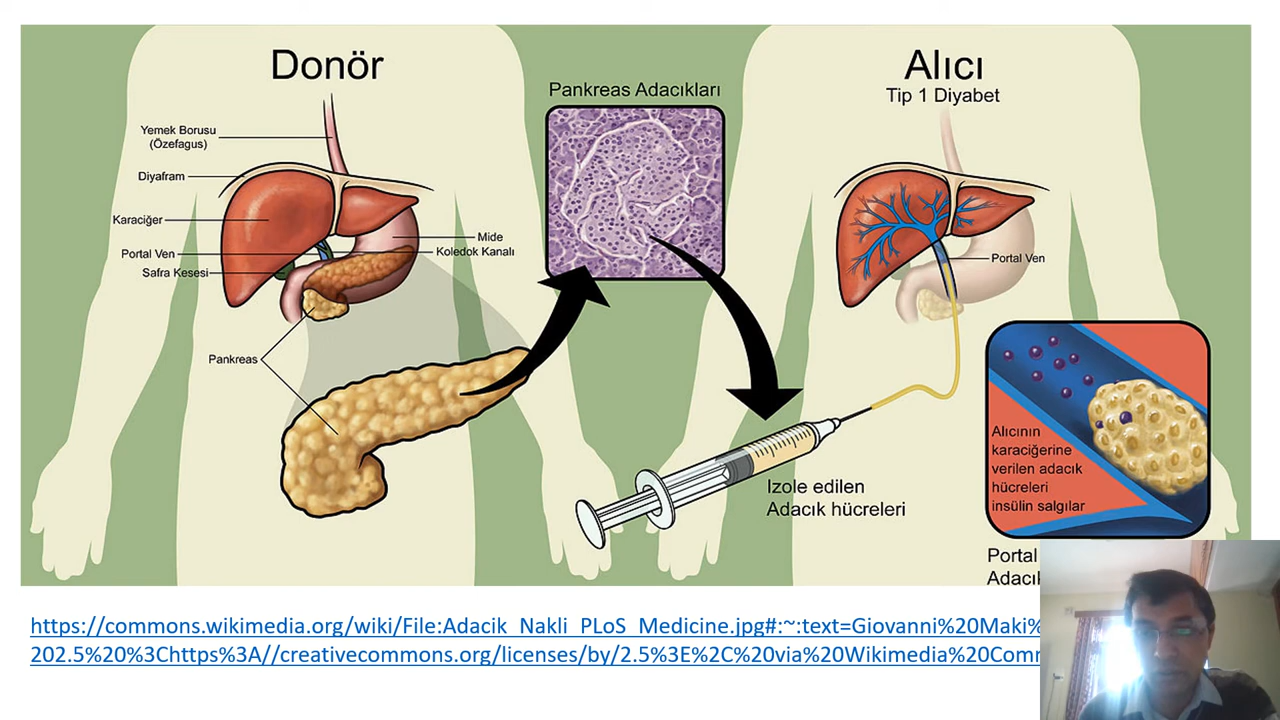 Donör
Yemek Borusu
(Özefagus)
Diyafram
Karaciğer
Portal Ven
Safra Kesesi
Mide
Koledok Kanalı
Pankreas
Pankreas Adacıkları
Izole edilen
Adacık hücreleri
Alıcı
Tip 1 Diyabet
Portal Ven
Alıcının
karaciğerine
verilen adacık
hücreleri
insülin salgılar
Portal
Adacık
https://commons.wikimedia.org/wiki/File:Adacik_Nakli_PLoS_Medicine.jpg#:~:text=Giovanni%20Maki%
202.5%20%3Chttps%3A//creativecommons.org/licenses/by/2.5%3E%2C%20via%20Wikimedia%20Com